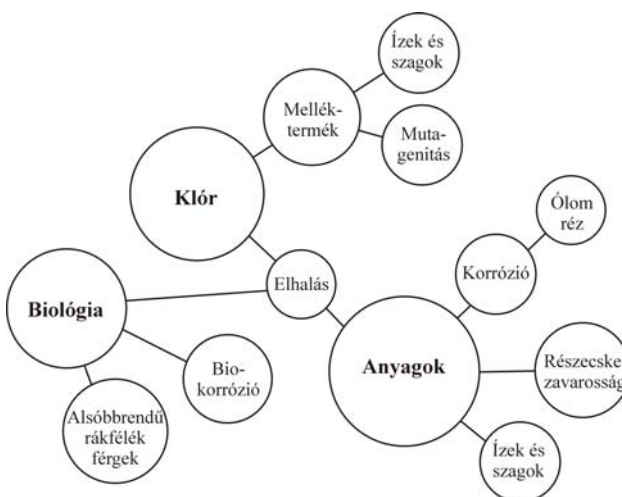 Ízek és
szagok
Mellék-
termék
Muta-
genitás
Klór
Ólom
réz
Korrózió
Elhalás
Biológia
Anyagok
Bio-
korrózió
Részecske
zavarosság
Alsóbbrendű
rákfélék
férgek
Ízek és
szagok